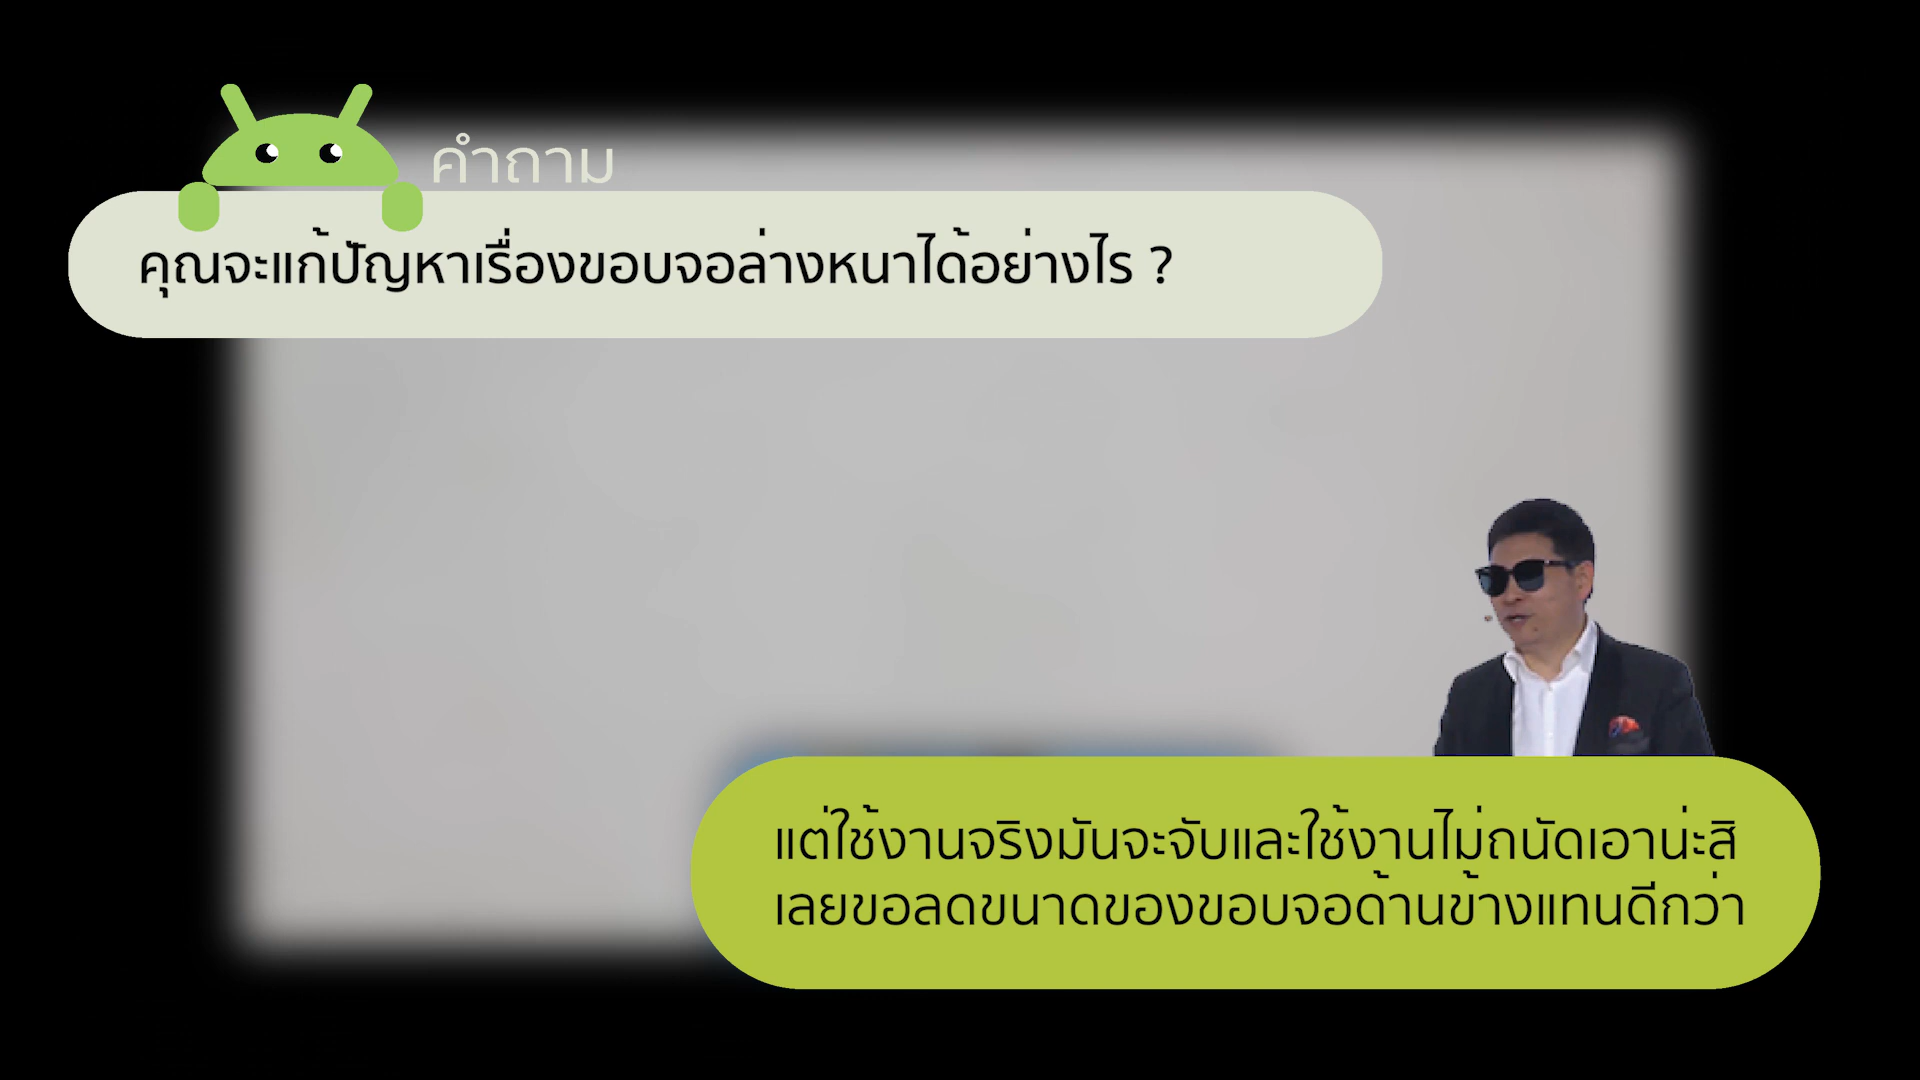 คำถาม
คุณจะแก้ปัญหาเรื่องขอบจอล่างหนาได้อย่างไร ?
แต่ใช้งานจริงมันจะจับและใช้งานไม่ถนัดเอาน่ะสิ
เลยขอลดขนาดของขอบจอด้านข้างแทนดีกว่า